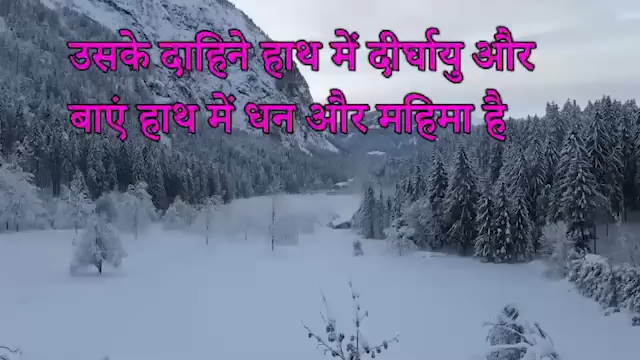 उसके दाहिने हाथ में दीर्घायु और
बाएं हाथ में धन और महिमा है